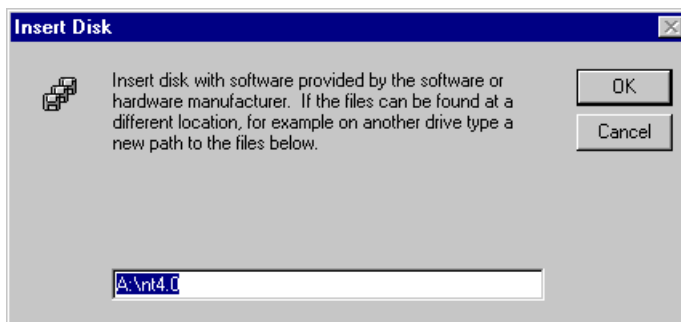 Insert Disk
Insert disk with software provided by the software or
hardware manufacturer. If the files can be found at a
different location, for example on another drive type a
new path to the files below.
OK
Cancel
A:\nt4.0